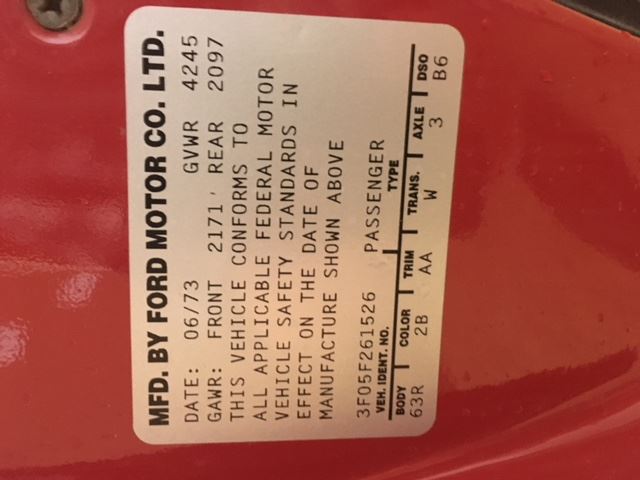 MFD. BY FORD MOTOR CO. LTD.
DATE: 06/73 GVWR 4245
GAWR: FRONT 2171 REAR 2097
THIS VEHICLE CONFORMS TO
ALL APPLICABLE FEDERAL MOTOR
VEHICLE SAFETY STANDARDS IN
EFFECT ON THE DATE OF
MANUFACTURE SHOWN ABOVE
3F05F261526 PASSENGER
VEH. IDENT. NO. TYPE
BODY COLOR TRIM TRANS. AXLE DSO
63R 2B AA W 3 B6